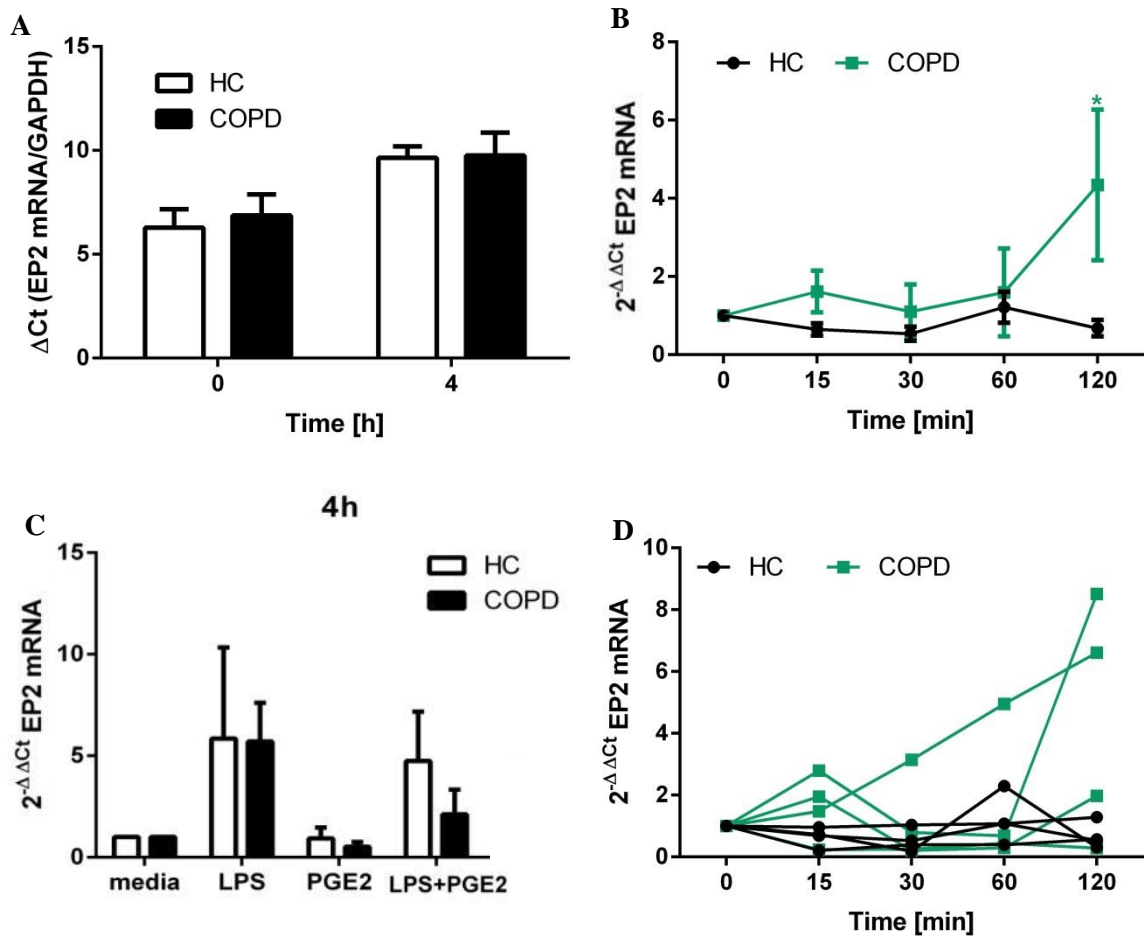 A
ΔCt (EP2 mRNA/GAPDH)
15
10
5
0
HC
COPD
0
4
Time [h]
B
2^-ΔΔCt EP2 mRNA
8
6
4
2
0
HC
COPD
*
0
15
30
60
120
Time [min]
C
4h
2^-ΔΔCt EP2 mRNA
15
10
5
0
HC
COPD
media
LPS
PGE2
LPS+PGE2
D
2^-ΔΔCt EP2 mRNA
10
8
6
4
2
0
HC
COPD
0
15
30
60
120
Time [min]